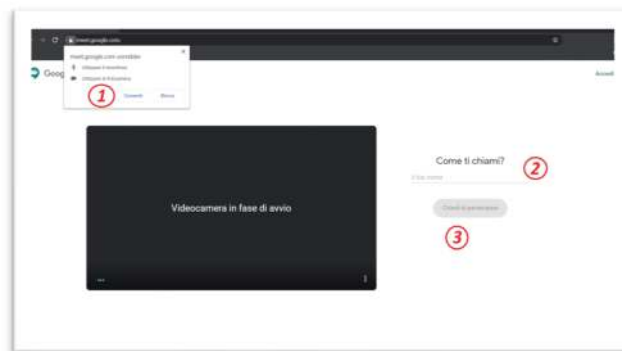 meet.google.com
meet.google.com vorrebbe
Utilizzare il microfono
Utilizzare la fotocamera
1
Consenti Blocca
Goog
Accedi
Come ti chiami?
2
Il tuo nome
Videocamera in fase di avvio
Chiedi di partecipare
3